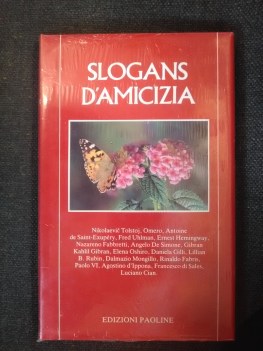 SLOGANS
D'AMICIZIA
Nikolaevič Tolstoj, Omero, Antoine
de Saint-Exupéry, Fred Uhlman, Ernest Hemingway,
Nazareno Fabbretti, Angelo De Simone, Gibran
Kahlil Gibran, Elena Oshiro, Daniela Gilli, Lilian
B. Rubin, Dalmazio Mongillo, Rinaldo Fabris,
Paolo VI, Agostino d'Ippona, Francesco di Sales,
Luciano Cian.
EDIZIONI PAOLINE